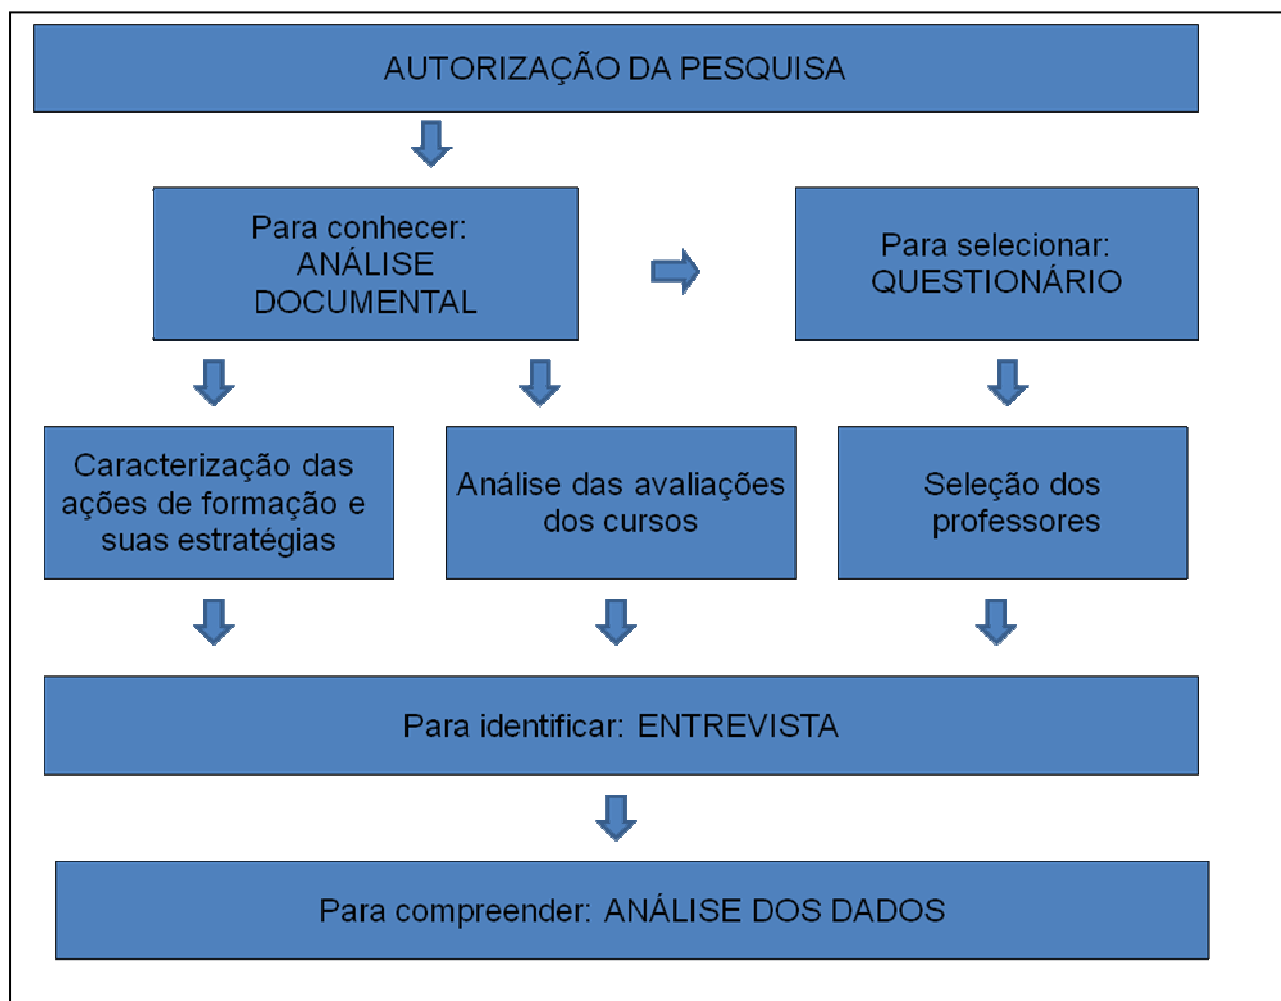 AUTORIZAÇÃO DA PESQUISA
Para conhecer:
ANÁLISE
DOCUMENTAL
Para selecionar:
QUESTIONÁRIO
Caracterização das
ações de formação e
suas estratégias
Análise das avaliações
dos cursos
Seleção dos
professores
Para identificar: ENTREVISTA
Para compreender: ANÁLISE DOS DADOS